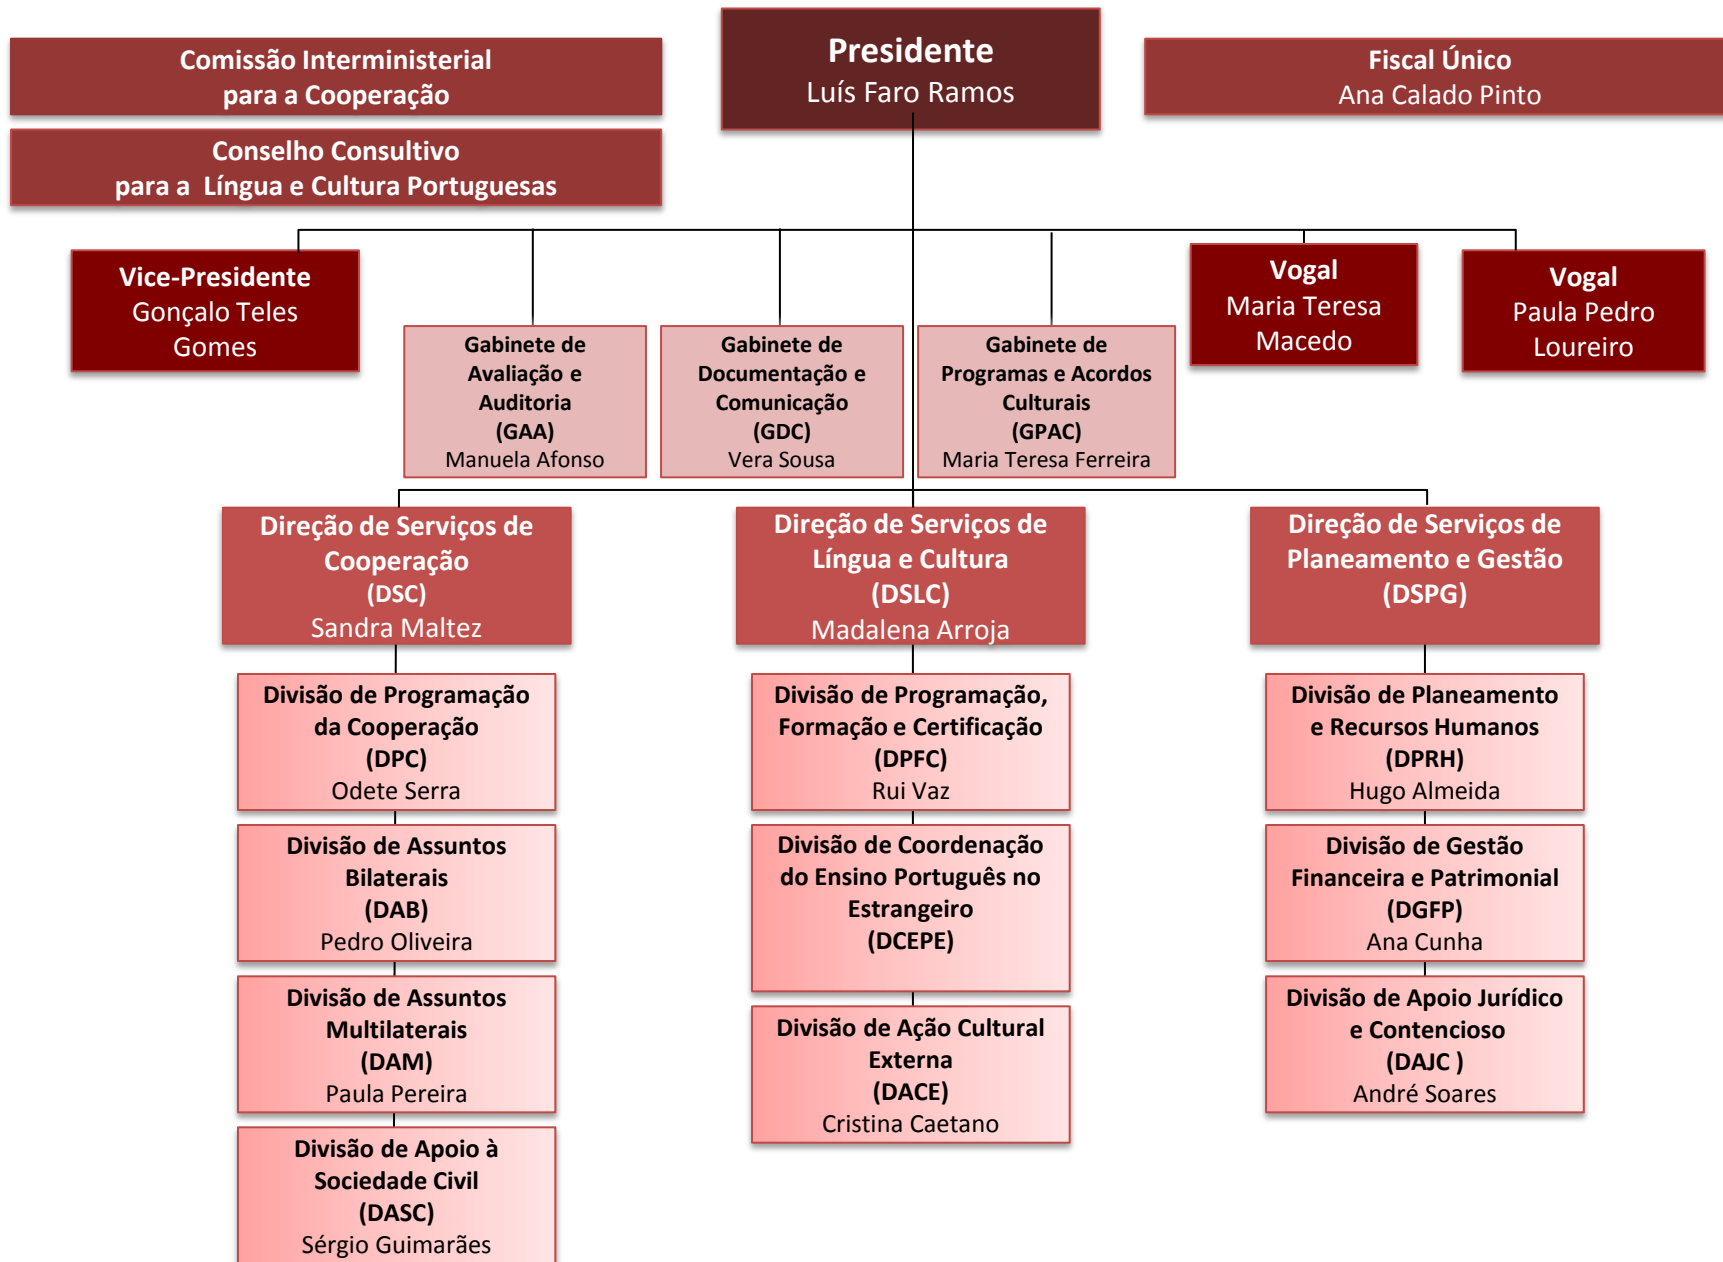 Comissão Interministerial
para a Cooperação
Conselho Consultivo
para a Língua e Cultura Portuguesas
Presidente
Luís Faro Ramos
Fiscal Único
Ana Calado Pinto
Vice-Presidente
Gonçalo Teles
Gomes
Gabinete de
Avaliação e
Auditoria
(GAA)
Manuela Afonso
Gabinete de
Documentação e
Comunicação
(GDC)
Vera Sousa
Gabinete de
Programas e Acordos
Culturais
(GPAC)
Maria Teresa Ferreira
Vogal
Maria Teresa
Macedo
Vogal
Paula Pedro
Loureiro
Direção de Serviços de
Cooperação
(DSC)
Sandra Maltez
Divisão de Programação
da Cooperação
(DPC)
Odete Serra
Divisão de Assuntos
Bilaterais
(DAB)
Pedro Oliveira
Divisão de Assuntos
Multilaterais
(DAM)
Paula Pereira
Divisão de Apoio à
Sociedade Civil
(DASC)
Sérgio Guimarães
Direção de Serviços de
Língua e Cultura
(DSLC)
Madalena Arroja
Divisão de Programação,
Formação e Certificação
(DPFC)
Rui Vaz
Divisão de Coordenação
do Ensino Português no
Estrangeiro
(DCEPE)
Divisão de Ação Cultural
Externa
(DACE)
Cristina Caetano
Direção de Serviços de
Planeamento e Gestão
(DSPG)
Divisão de Planeamento
e Recursos Humanos
(DPRH)
Hugo Almeida
Divisão de Gestão
Financeira e Patrimonial
(DGFP)
Ana Cunha
Divisão de Apoio Jurídico
e Contencioso
(DAJC )
André Soares